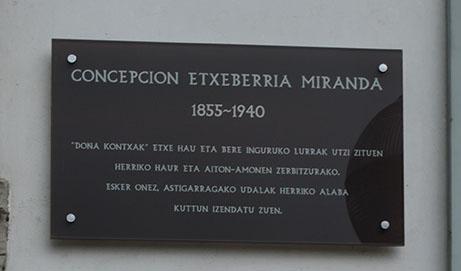 CONCEPCION ETXEBERRIA MIRANDA
1855~1940
"DONA KONTXAK" ETXE HAU ETA BERE INGURUKO LURRAK UTZI ZITUEN
HERRIKO HAUR ETA AITON-AMONEN ZERBITZURAKO.
ESKER ONEZ, ASTIGARRAGAKO UDALAK HERRIKO ALABA
KUTTUN IZENDATU ZUEN.